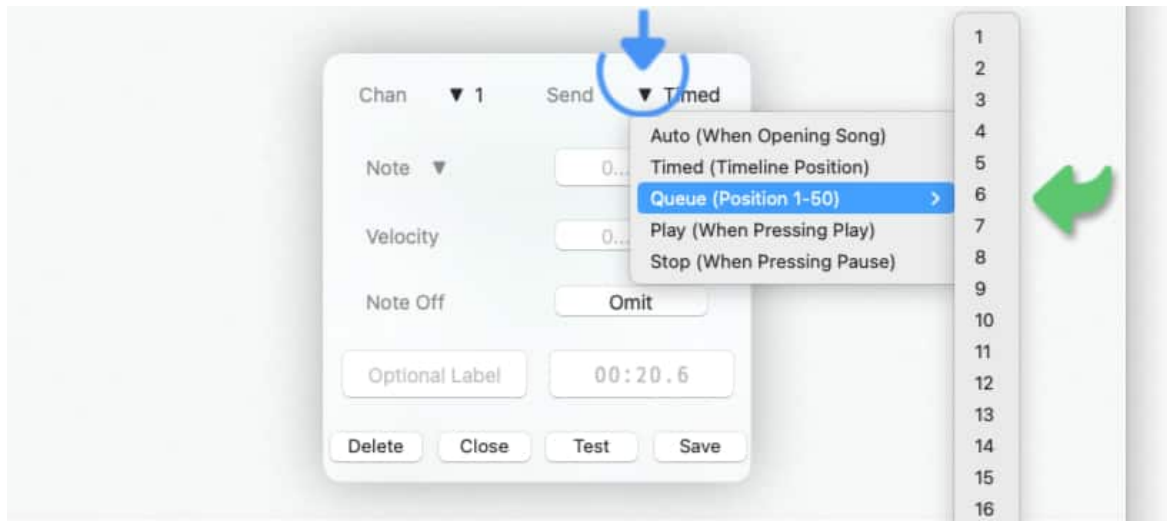 Chan ▼ 1 Send ▼ Timed
Auto (When Opening Song)
Timed (Timeline Position)
Queue (Position 1-50) >
Play (When Pressing Play)
Stop (When Pressing Pause)
1
2
3
4
5
6
7
8
9
10
11
12
13
14
15
16
Note ▼ 0...
Velocity 0...
Note Off Omit
Optional Label 00:20.6
Delete Close Test Save